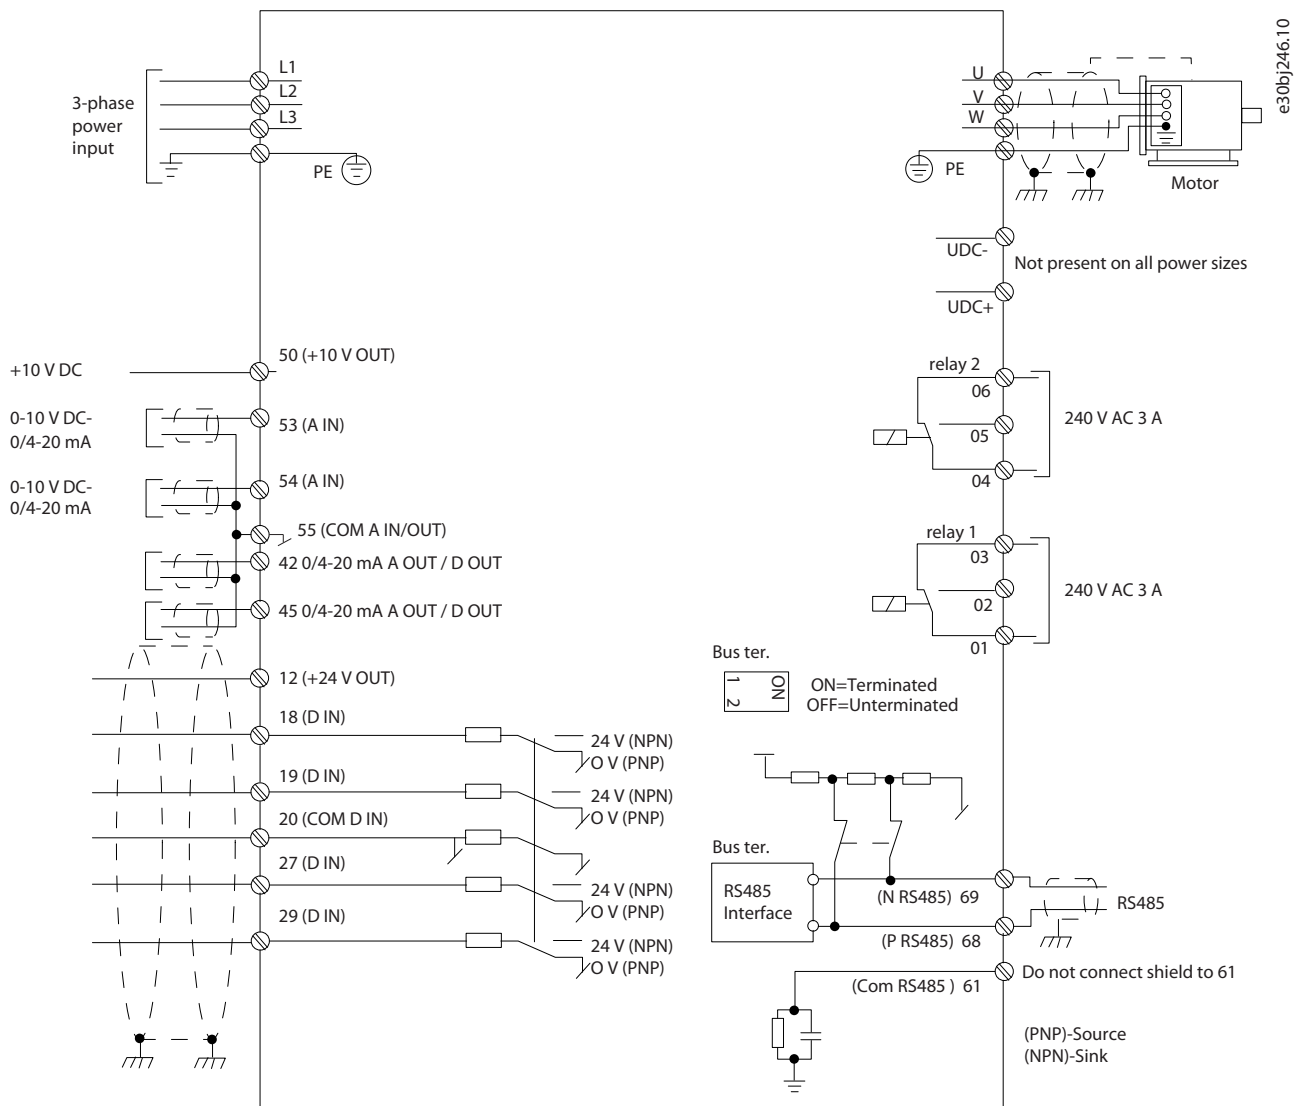 e30bj246.10
3-phase
power
input
L1
L2
L3
PE
U
V
W
PE
Motor
UDC-
Not present on all power sizes
UDC+
+10 V DC
50 (+10 V OUT)
0-10 V DC-
0/4-20 mA
53 (A IN)
0-10 V DC-
0/4-20 mA
54 (A IN)
55 (COM A IN/OUT)
42 0/4-20 mA A OUT / D OUT
45 0/4-20 mA A OUT / D OUT
12 (+24 V OUT)
18 (D IN)
24 V (NPN)
O V (PNP)
19 (D IN)
24 V (NPN)
O V (PNP)
20 (COM D IN)
27 (D IN)
24 V (NPN)
O V (PNP)
29 (D IN)
24 V (NPN)
O V (PNP)
relay 2
06
05
04
240 V AC 3 A
relay 1
03
02
01
240 V AC 3 A
Bus ter.
1
2
ON
ON=Terminated
OFF=Unterminated
Bus ter.
RS485
Interface
(N RS485) 69
RS485
(P RS485) 68
(Com RS485 ) 61
Do not connect shield to 61
(PNP)-Source
(NPN)-Sink